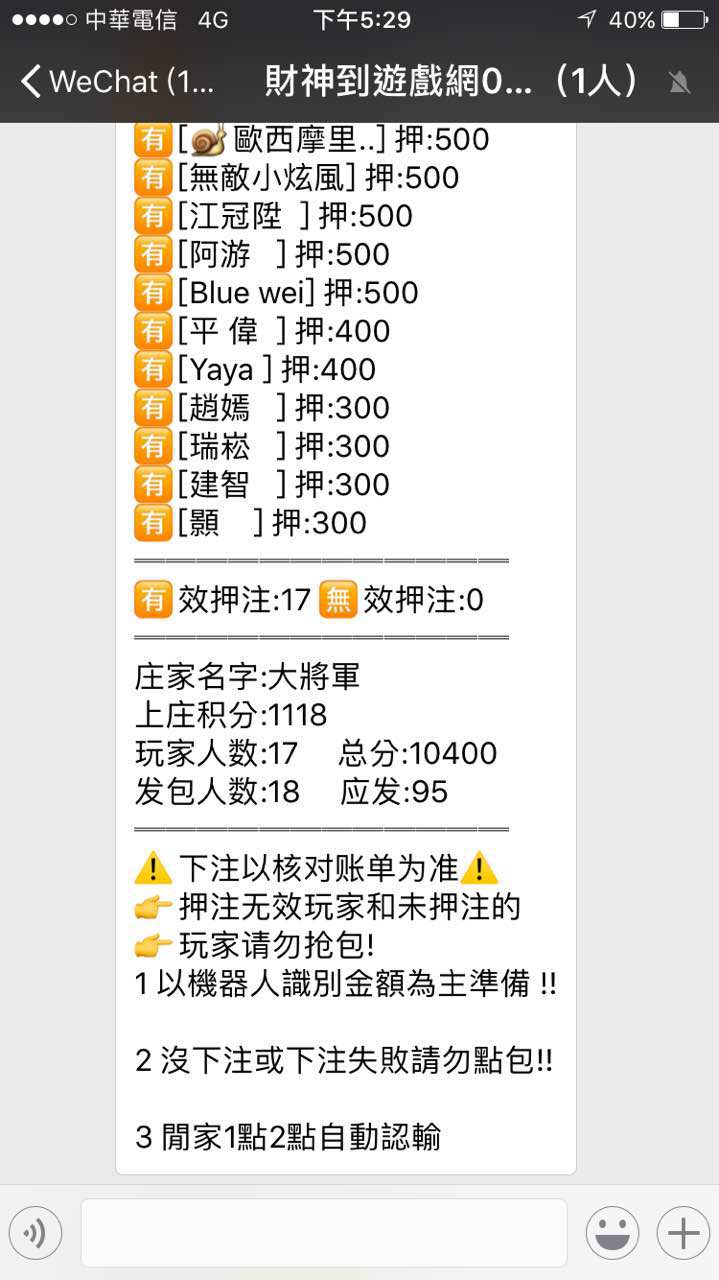 中華電信 4G 下午5:29 40%
WeChat (1... 財神到遊戲網0...（1人）
有[🐌歐西摩里..] 押:500
有[無敵小炫風] 押:500
有[江冠陞 ] 押:500
有[阿游 ] 押:500
有[Blue wei] 押:500
有[平 偉 ] 押:400
有[Yaya ] 押:400
有[趙嫣 ] 押:300
有[瑞崧 ] 押:300
有[建智 ] 押:300
有[顥 ] 押:300
有 效押注:17 無 效押注:0
庄家名字:大將軍
上庄积分:1118
玩家人数:17 总分:10400
发包人数:18 应发:95
⚠️ 下注以核对账单为准⚠️
👉押注无效玩家和未押注的
👉玩家请勿抢包!
1 以機器人識別金額為主準備 !!
2 沒下注或下注失敗請勿點包!!
3 閒家1點2點自動認輸